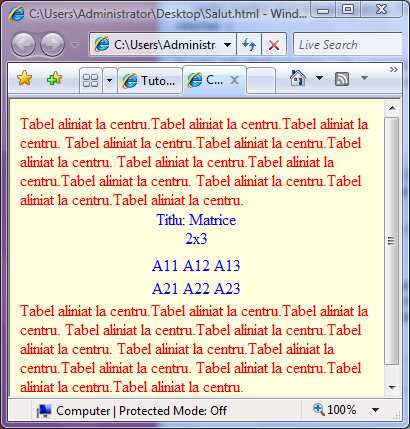 C:\Users\Administrator\Desktop\Salut.html - Wind...
C:\Users\Administra
Live Search
Tuto...
C...
Tabel aliniat la centru.Tabel aliniat la centru.Tabel aliniat la
centru. Tabel aliniat la centru.Tabel aliniat la centru.Tabel
aliniat la centru. Tabel aliniat la centru.Tabel aliniat la
centru.Tabel aliniat la centru. Tabel aliniat la centru.Tabel
aliniat la centru.Tabel aliniat la centru.
Titlu: Matrice
2x3
A11 A12 A13
A21 A22 A23
Tabel aliniat la centru.Tabel aliniat la centru.Tabel aliniat la
centru. Tabel aliniat la centru.Tabel aliniat la centru.Tabel
aliniat la centru. Tabel aliniat la centru.Tabel aliniat la
centru.Tabel aliniat la centru. Tabel aliniat la centru.Tabel
aliniat la centru.Tabel aliniat la centru.
Computer | Protected Mode: Off
100%